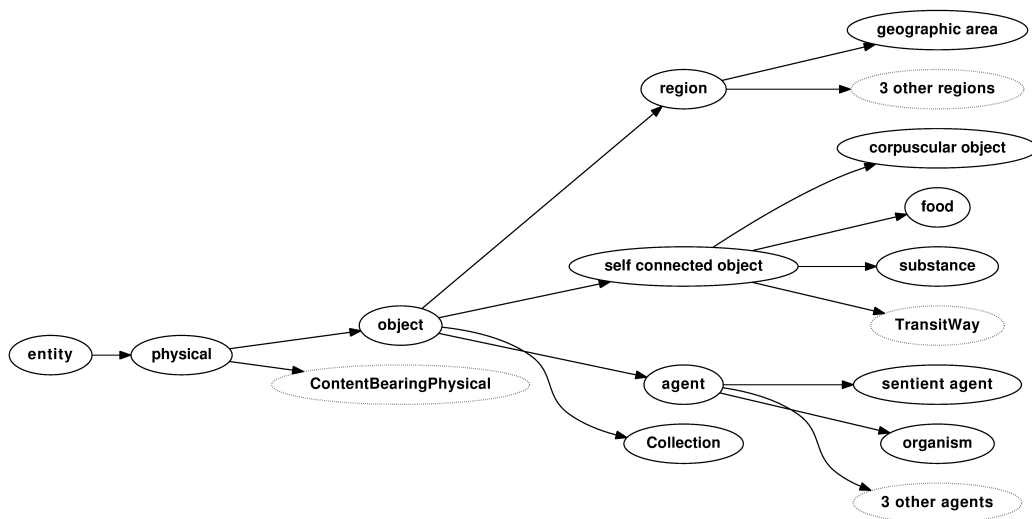 geographic area
region
3 other regions
corpuscular object
food
self connected object
substance
object
TransitWay
entity
physical
ContentBearingPhysical
agent
sentient agent
Collection
organism
3 other agents